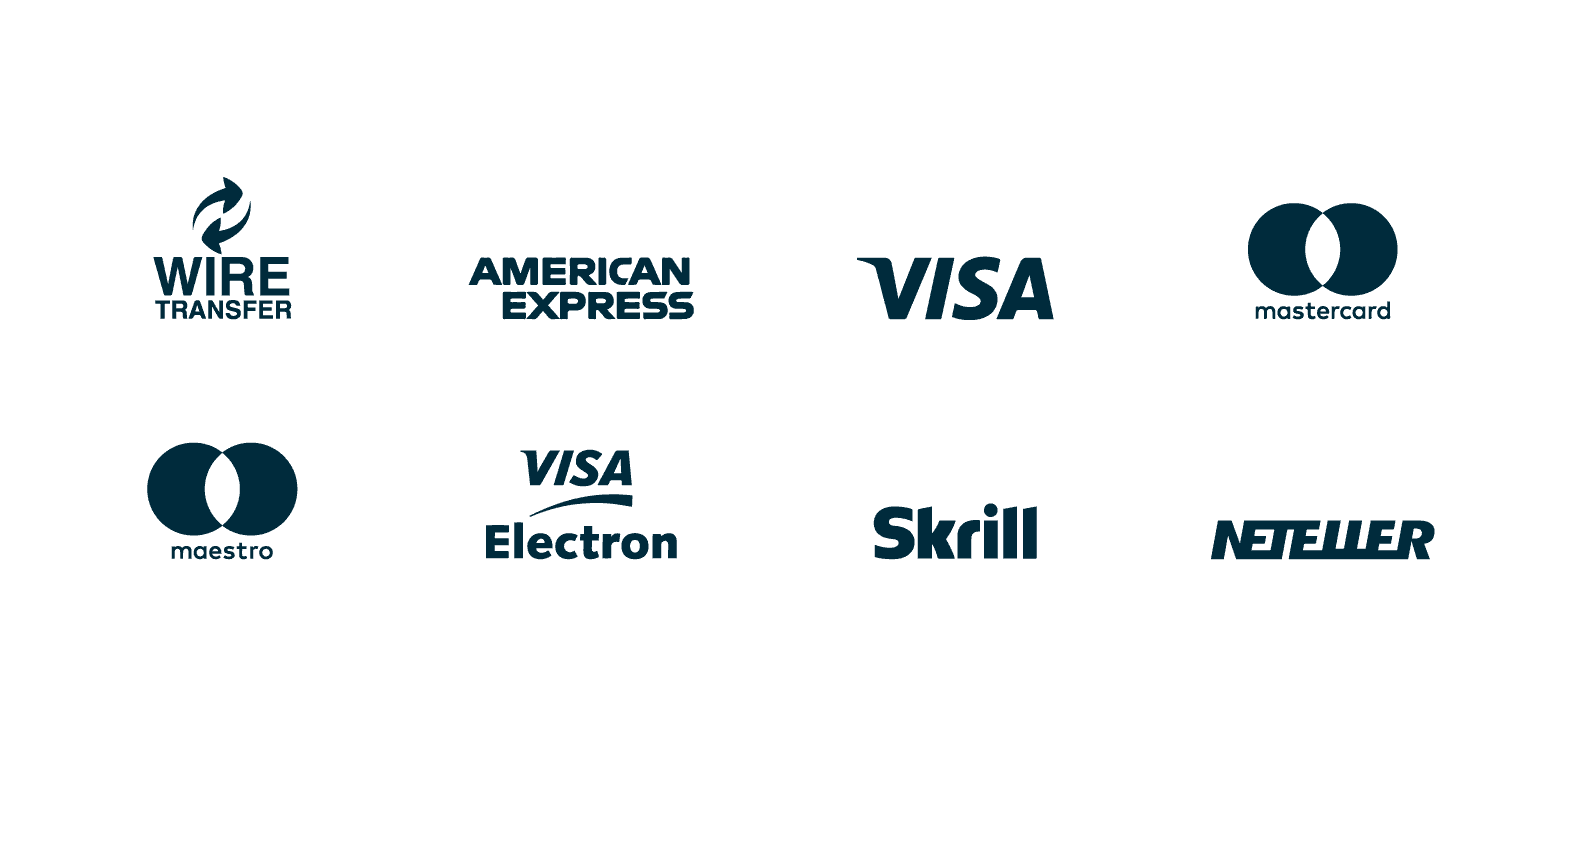 WIRE
TRANSFER
AMERICAN
EXPRESS
VISA
mastercard
maestro
VISA
Electron
Skrill
NETELLER